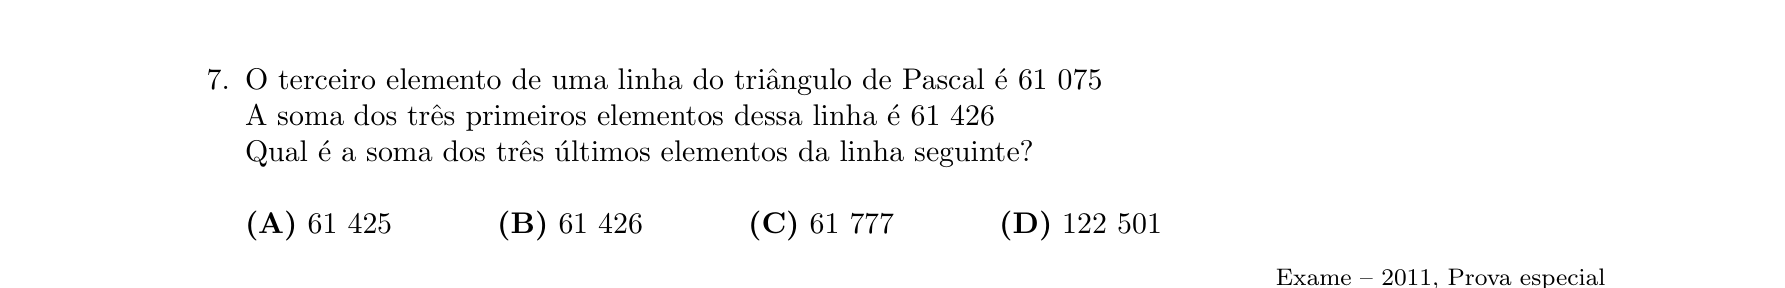 7. O terceiro elemento de uma linha do triângulo de Pascal é 61 075
A soma dos três primeiros elementos dessa linha é 61 426
Qual é a soma dos três últimos elementos da linha seguinte?
(A) 61 425 (B) 61 426 (C) 61 777 (D) 122 501
Exame – 2011, Prova especial